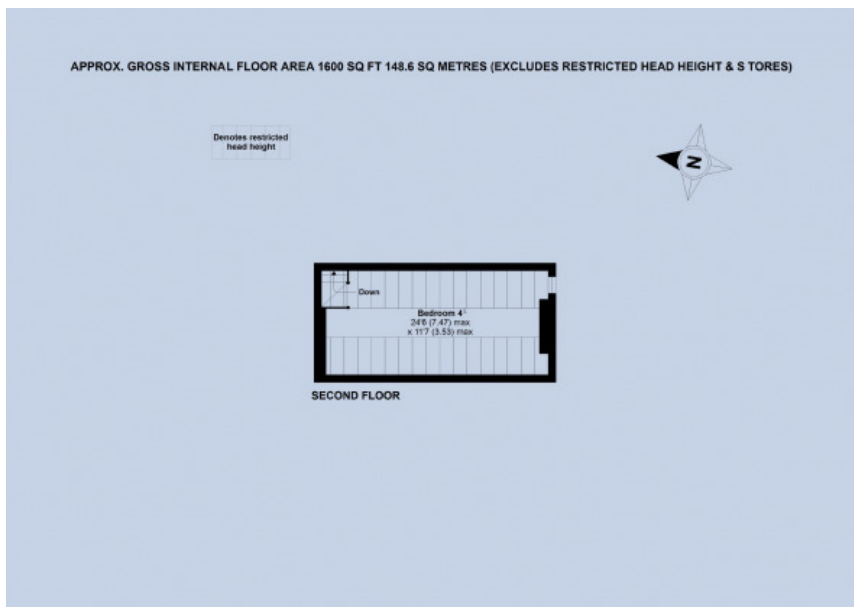 APPROX. GROSS INTERNAL FLOOR AREA 1600 SQ FT 148.6 SQ METRES (EXCLUDES RESTRICTED HEAD HEIGHT & S TORES)
Denotes restricted
head height
N
Down
Bedroom 4
24'6 (7.47) max
x 11'7 (3.53) max
SECOND FLOOR